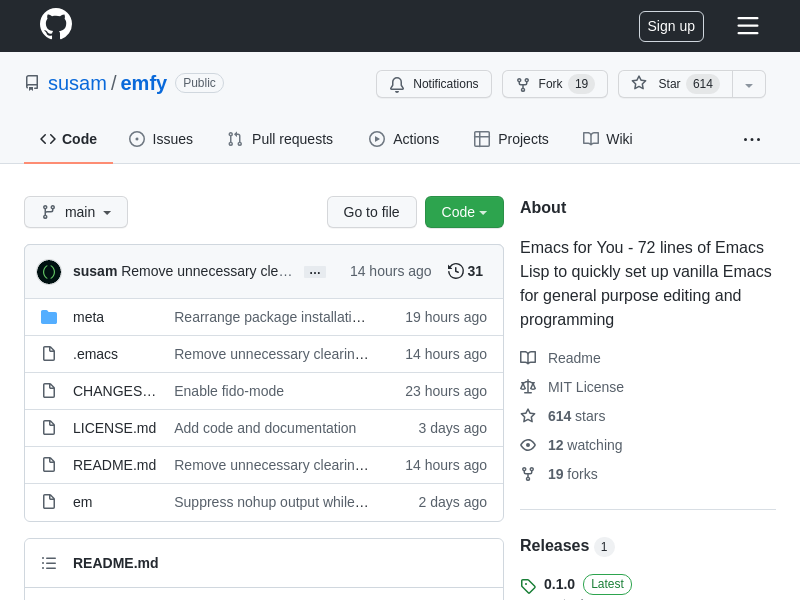 Sign up
susam / emfy Public
Notifications Fork 19 Star 614
Code Issues Pull requests Actions Projects Wiki
main Go to file Code
susam Remove unnecessary cle… ... 14 hours ago 31
meta Rearrange package installati… 19 hours ago
.emacs Remove unnecessary clearin… 14 hours ago
CHANGES… Enable fido-mode 23 hours ago
LICENSE.md Add code and documentation 3 days ago
README.md Remove unnecessary clearin… 14 hours ago
em Suppress nohup output while… 2 days ago
README.md
About
Emacs for You - 72 lines of Emacs
Lisp to quickly set up vanilla Emacs
for general purpose editing and
programming
Readme
MIT License
614 stars
12 watching
19 forks
Releases 1
0.1.0 Latest